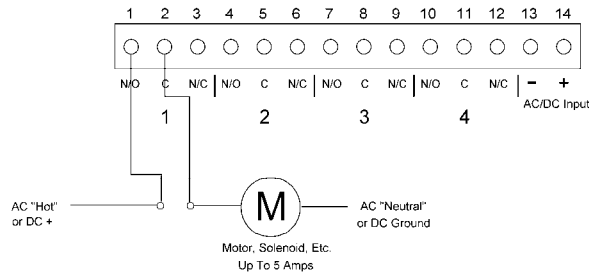 1 2 3 4 5 6 7 8 9 10 11 12 13 14
N/O C N/C N/O C N/C N/O C N/C N/O C N/C − +
AC/DC Input
1 2 3 4
AC "Hot"
or DC +
M
AC "Neutral"
or DC Ground
Motor, Solenoid, Etc.
Up To 5 Amps